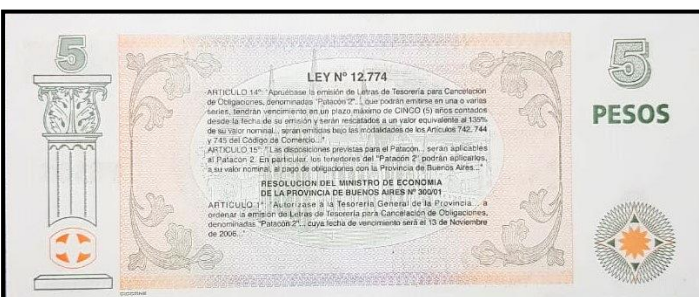 5
5
PESOS
LEY Nº 12.774
ARTICULO 14º: "Apruébase la emisión de Letras de Tesorería para Cancelación
de Obligaciones, denominadas "Patacón 2"... que podrán emitirse en una o varias
series, tendrán vencimiento en un plazo máximo de CINCO (5) años contados
desde la fecha de su emisión y serán rescatados a un valor equivalente al 135%
de su valor nominal... serán emitidas bajo las modalidades de los Artículos 742, 744
y 745 del Código de Comercio..."
ARTICULO 15º: "Las disposiciones previstas para el Patacón... serán aplicables
al Patacón 2. En particular, los tenedores del "Patacón 2" podrán aplicarlos,
a su valor nominal, al pago de obligaciones con la Provincia de Buenos Aires..."
RESOLUCION DEL MINISTRO DE ECONOMIA
DE LA PROVINCIA DE BUENOS AIRES Nº 300/01
ARTICULO 1º: "Autorízase a la Tesorería General de la Provincia... a
ordenar la emisión de Letras de Tesorería para Cancelación de Obligaciones,
denominadas "Patacón 2"... cuya fecha de vencimiento será el 13 de Noviembre
de 2006..."